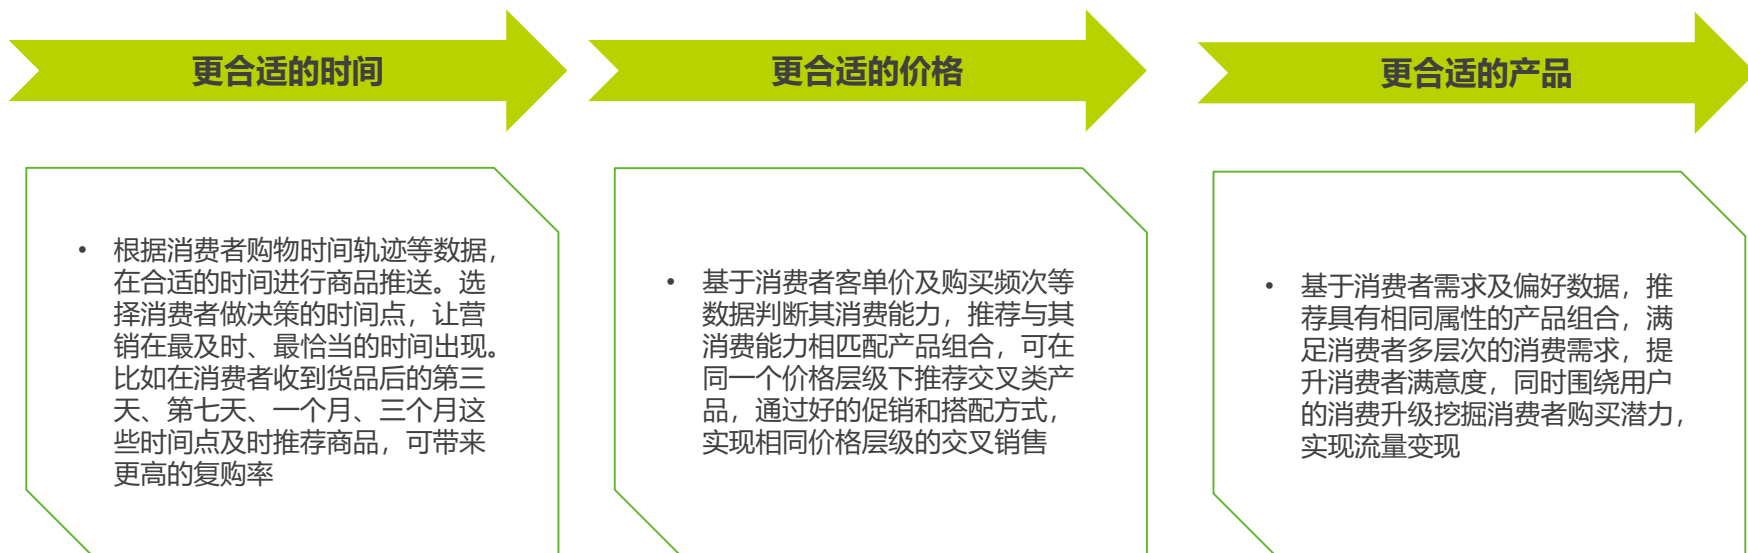 更合适的时间
更合适的价格
更合适的产品
• 根据消费者购物时间轨迹等数据，
在合适的时间进行商品推送。选
择消费者做决策的时间点，让营
销在最及时、最恰当的时间出现。
比如在消费者收到货品后的第三
天、第七天、一个月、三个月这
些时间点及时推荐商品，可带来
更高的复购率
• 基于消费者客单价及购买频次等
数据判断其消费能力，推荐与其
消费能力相匹配产品组合，可在
同一个价格层级下推荐交叉类产
品，通过好的促销和搭配方式，
实现相同价格层级的交叉销售
• 基于消费者需求及偏好数据，推
荐具有相同属性的产品组合，满
足消费者多层次的消费需求，提
升消费者满意度，同时围绕用户
的消费升级挖掘消费者购买潜力，
实现流量变现